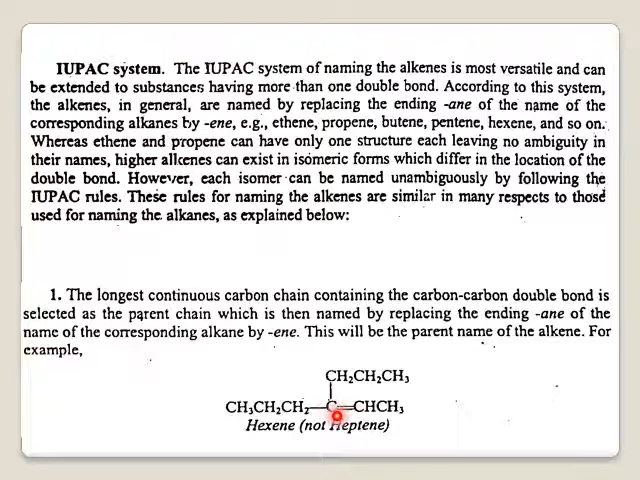 IUPAC system. The IUPAC system of naming the alkenes is most versatile and can
be extended to substances having more than one double bond. According to this system,
the alkenes, in general, are named by replacing the ending -ane of the name of the
corresponding alkanes by -ene, e.g., ethene, propene, butene, pentene, hexene, and so on.
Whereas ethene and propene can have only one structure each leaving no ambiguity in
their names, higher alkenes can exist in isomeric forms which differ in the location of the
double bond. However, each isomer can be named unambiguously by following the
IUPAC rules. These rules for naming the alkenes are similar in many respects to those
used for naming the alkanes, as explained below:
1. The longest continuous carbon chain containing the carbon-carbon double bond is
selected as the parent chain which is then named by replacing the ending -ane of the
name of the corresponding alkane by -ene. This will be the parent name of the alkene. For
example,
CH₂CH₂CH₃
CH₃CH₂CH₂—C=CHCH₃
Hexene (not Heptene)